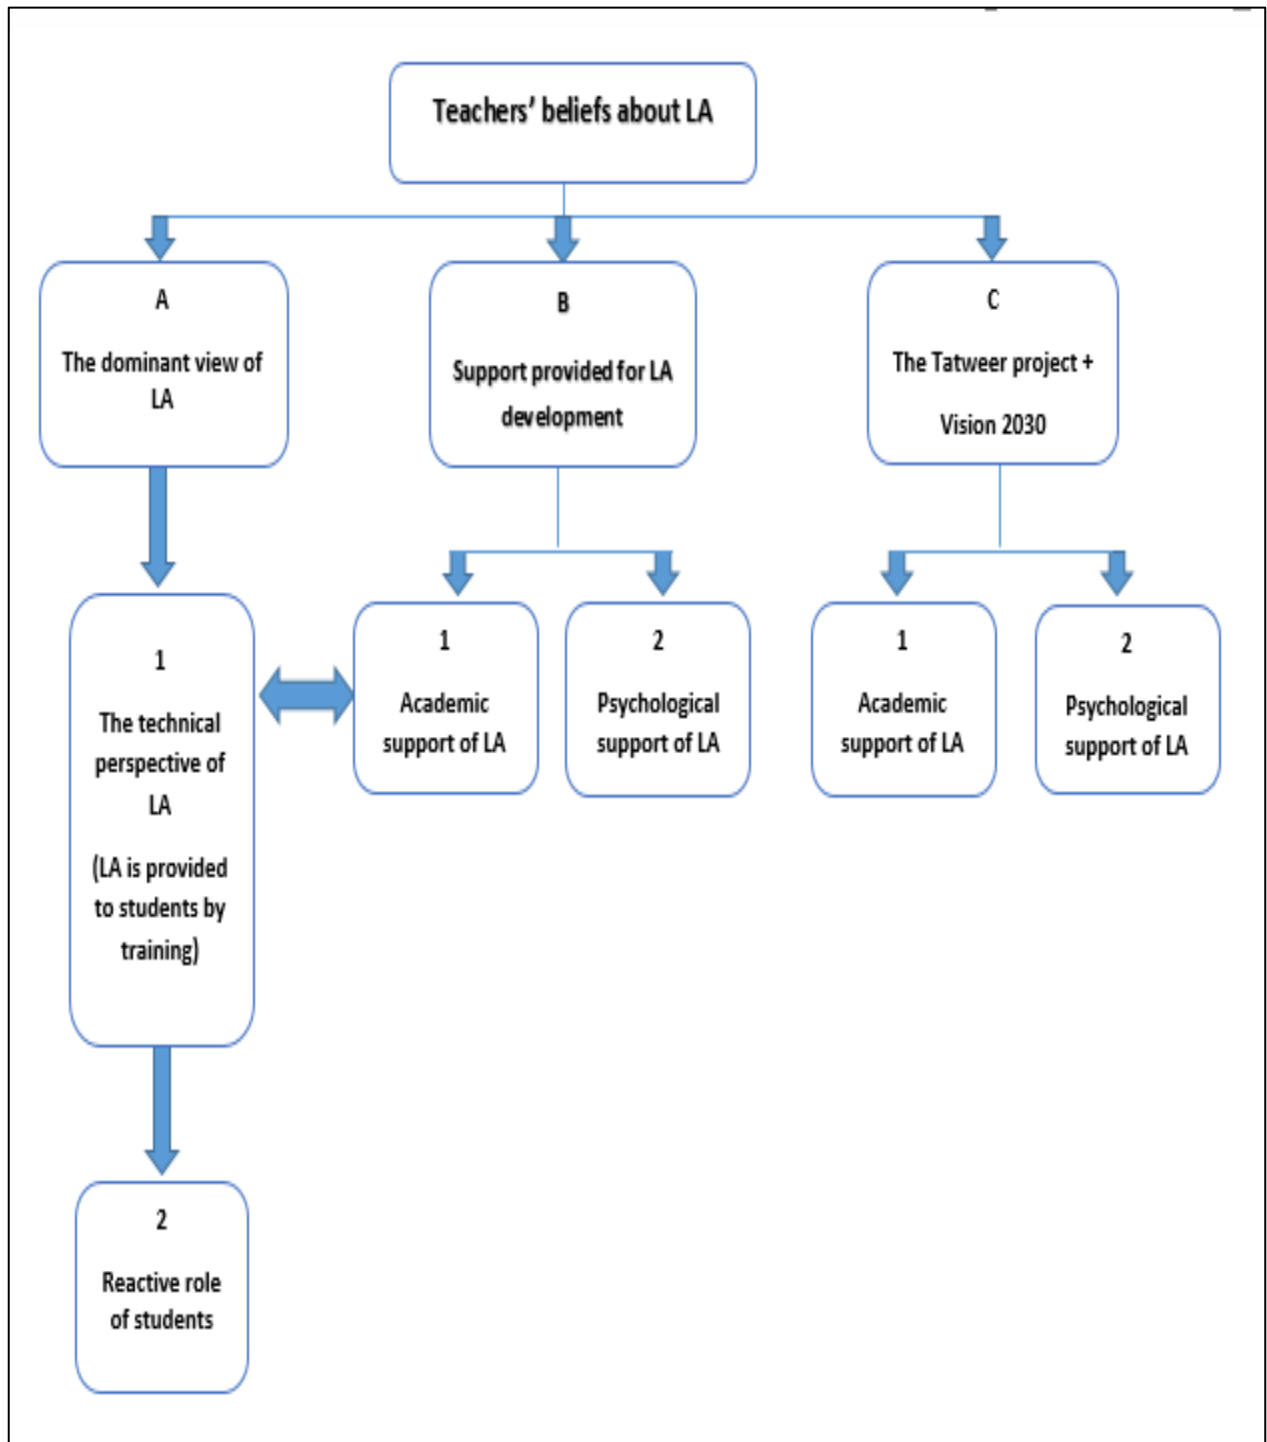 Teachers’ beliefs about LA
A
The dominant view of
LA
B
Support provided for LA
development
C
The Tatweer project +
Vision 2030
1
The technical
perspective of
LA
(LA is provided
to students by
training)
1
Academic
support of LA
2
Psychological
support of LA
1
Academic
support of LA
2
Psychological
support of LA
2
Reactive role
of students